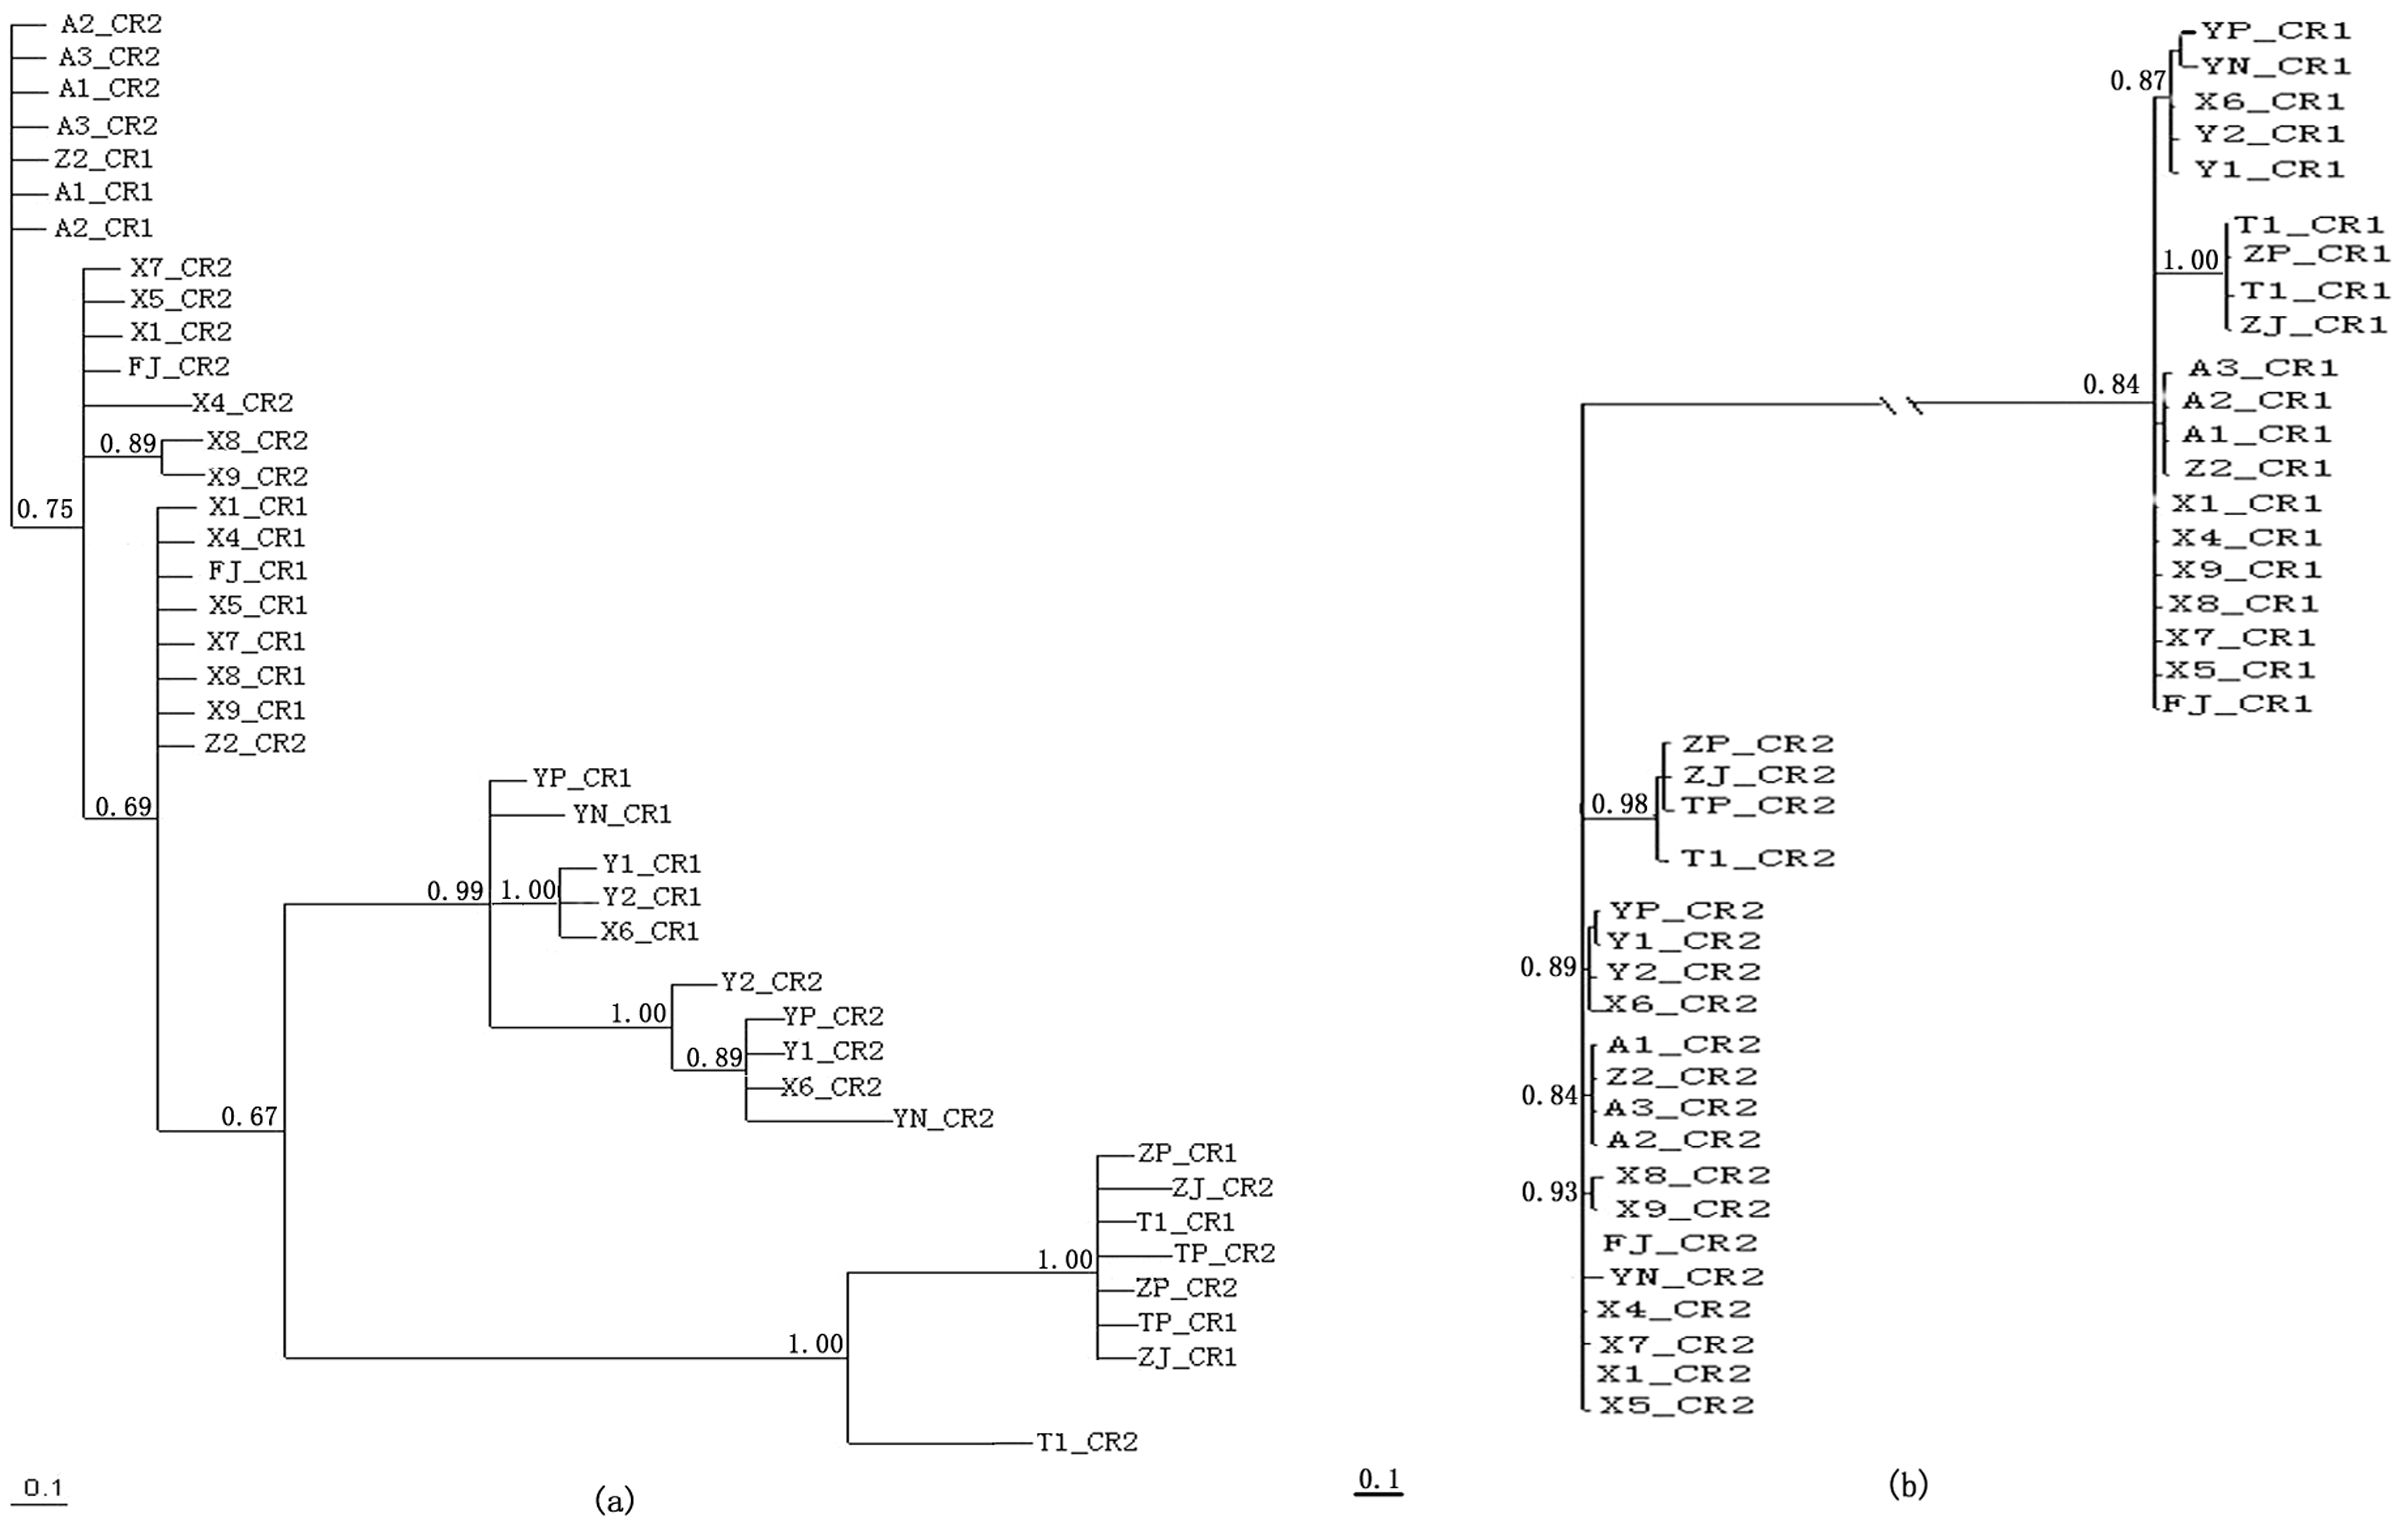 A2_CR2
A3_CR2
A1_CR2
A3_CR2
Z2_CR1
A1_CR1
A2_CR1
X7_CR2
X5_CR2
X1_CR2
FJ_CR2
X4_CR2
0.89
X8_CR2
X9_CR2
0.75
X1_CR1
X4_CR1
FJ_CR1
X5_CR1
X7_CR1
X8_CR1
X9_CR1
Z2_CR2
0.69
YP_CR1
YN_CR1
0.99
1.00
Y1_CR1
Y2_CR1
X6_CR1
1.00
Y2_CR2
0.89
YP_CR2
Y1_CR2
X6_CR2
YN_CR2
0.67
1.00
ZP_CR1
ZJ_CR2
T1_CR1
TP_CR2
ZP_CR2
TP_CR1
ZJ_CR1
1.00
T1_CR2
0.1
(a)
0.87
YP_CR1
YN_CR1
X6_CR1
Y2_CR1
Y1_CR1
1.00
T1_CR1
ZP_CR1
T1_CR1
ZJ_CR1
0.84
A3_CR1
A2_CR1
A1_CR1
Z2_CR1
X1_CR1
X4_CR1
X9_CR1
X8_CR1
X7_CR1
X5_CR1
FJ_CR1
0.98
ZP_CR2
ZJ_CR2
TP_CR2
T1_CR2
0.89
YP_CR2
Y1_CR2
Y2_CR2
X6_CR2
0.84
A1_CR2
Z2_CR2
A3_CR2
A2_CR2
0.93
X8_CR2
X9_CR2
FJ_CR2
YN_CR2
X4_CR2
X7_CR2
X1_CR2
X5_CR2
0.1
(b)